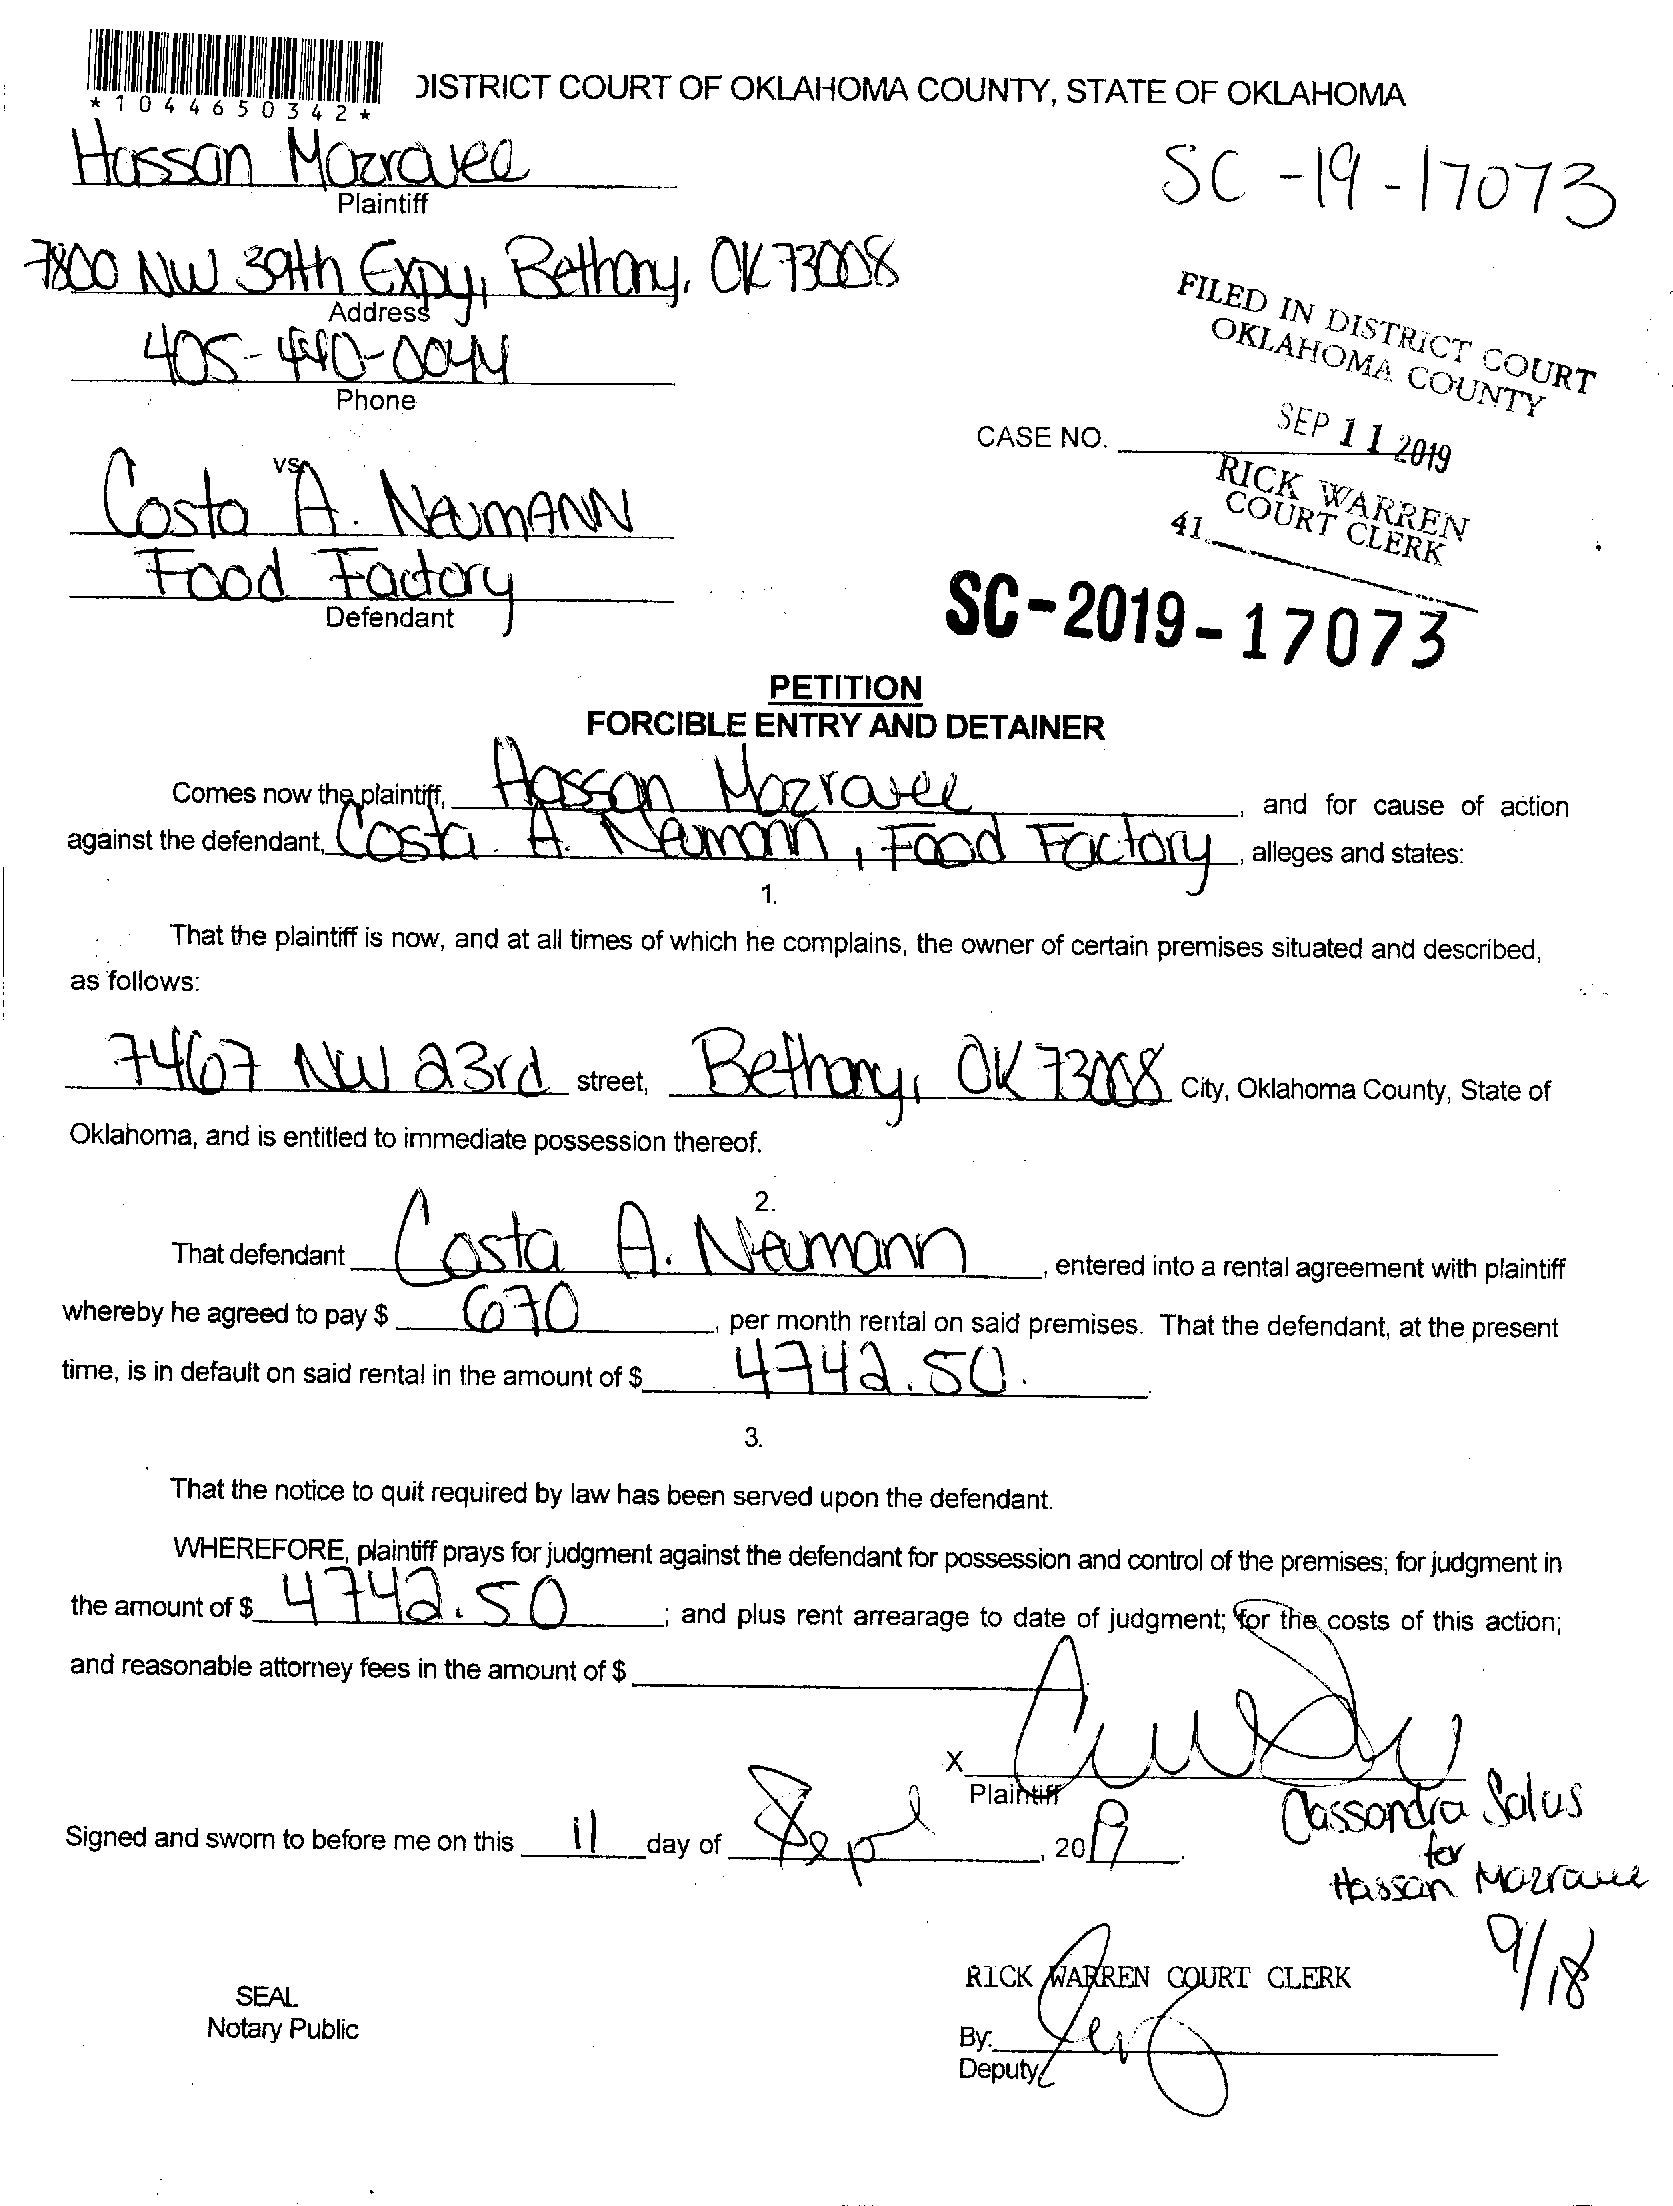 *1044650342*
DISTRICT COURT OF OKLAHOMA COUNTY, STATE OF OKLAHOMA
Hassan Mazravee
Plaintiff
SC-19-17073
7800 NW 39th Expy, Bethany, OK 73008
Address
405-440-0044
Phone
FILED IN DISTRICT COURT
OKLAHOMA COUNTY
SEP 11 2019
RICK WARREN
COURT CLERK
41
CASE NO.
vs
Costa A. Neumann
Food Factory
Defendant
SC-2019-17073
PETITION
FORCIBLE ENTRY AND DETAINER
Comes now the plaintiff, Hassan Mazravee, and for cause of action
against the defendant, Costa. A. Neumann, Food Factory, alleges and states:
1.
That the plaintiff is now, and at all times of which he complains, the owner of certain premises situated and described,
as follows:
7467 NW 23rd street, Bethany, OK 73008 City, Oklahoma County, State of
Oklahoma, and is entitled to immediate possession thereof.
2.
That defendant Costa A. Neumann, entered into a rental agreement with plaintiff
whereby he agreed to pay $ 670, per month rental on said premises. That the defendant, at the present
time, is in default on said rental in the amount of $ 4742.50.
3.
That the notice to quit required by law has been served upon the defendant.
WHEREFORE, plaintiff prays for judgment against the defendant for possession and control of the premises; for judgment in
the amount of $ 4742.50; and plus rent arrearage to date of judgment; for the costs of this action;
and reasonable attorney fees in the amount of $
X
Plaintiff
Cassondra Salus
for
Hassan Mazravee
9/18
Signed and sworn to before me on this 11 day of Sept, 2019.
RICK WARREN COURT CLERK
SEAL
Notary Public
By:
Deputy